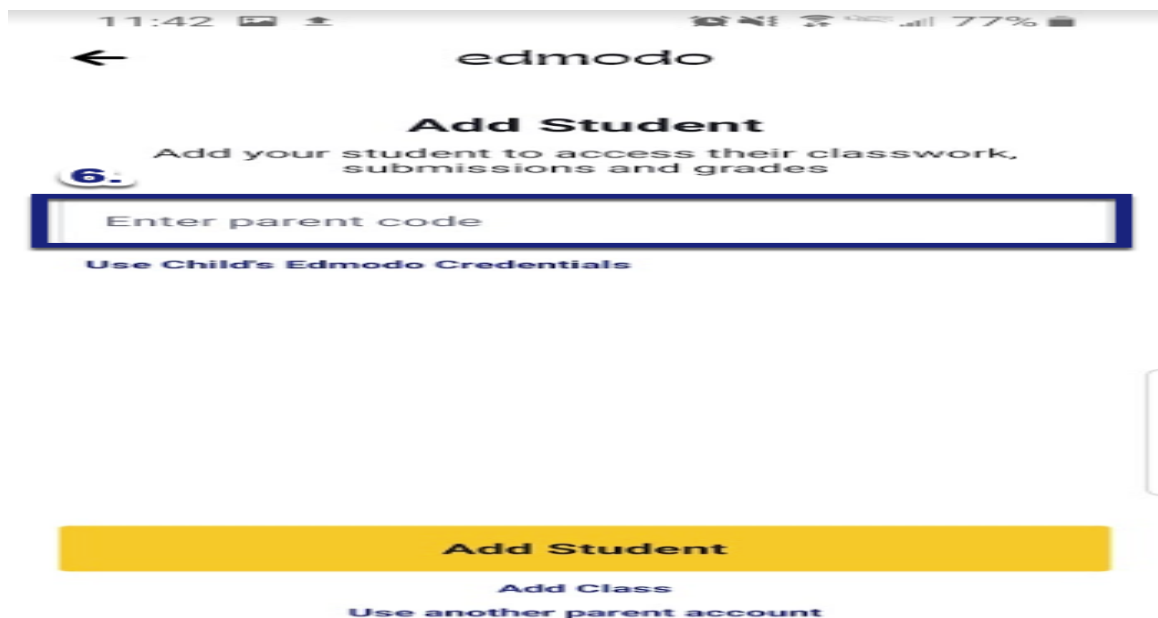 11:42 77%
edmodo
Add Student
Add your student to access their classwork,
submissions and grades
6.
Enter parent code
Use Child's Edmodo Credentials
Add Student
Add Class
Use another parent account